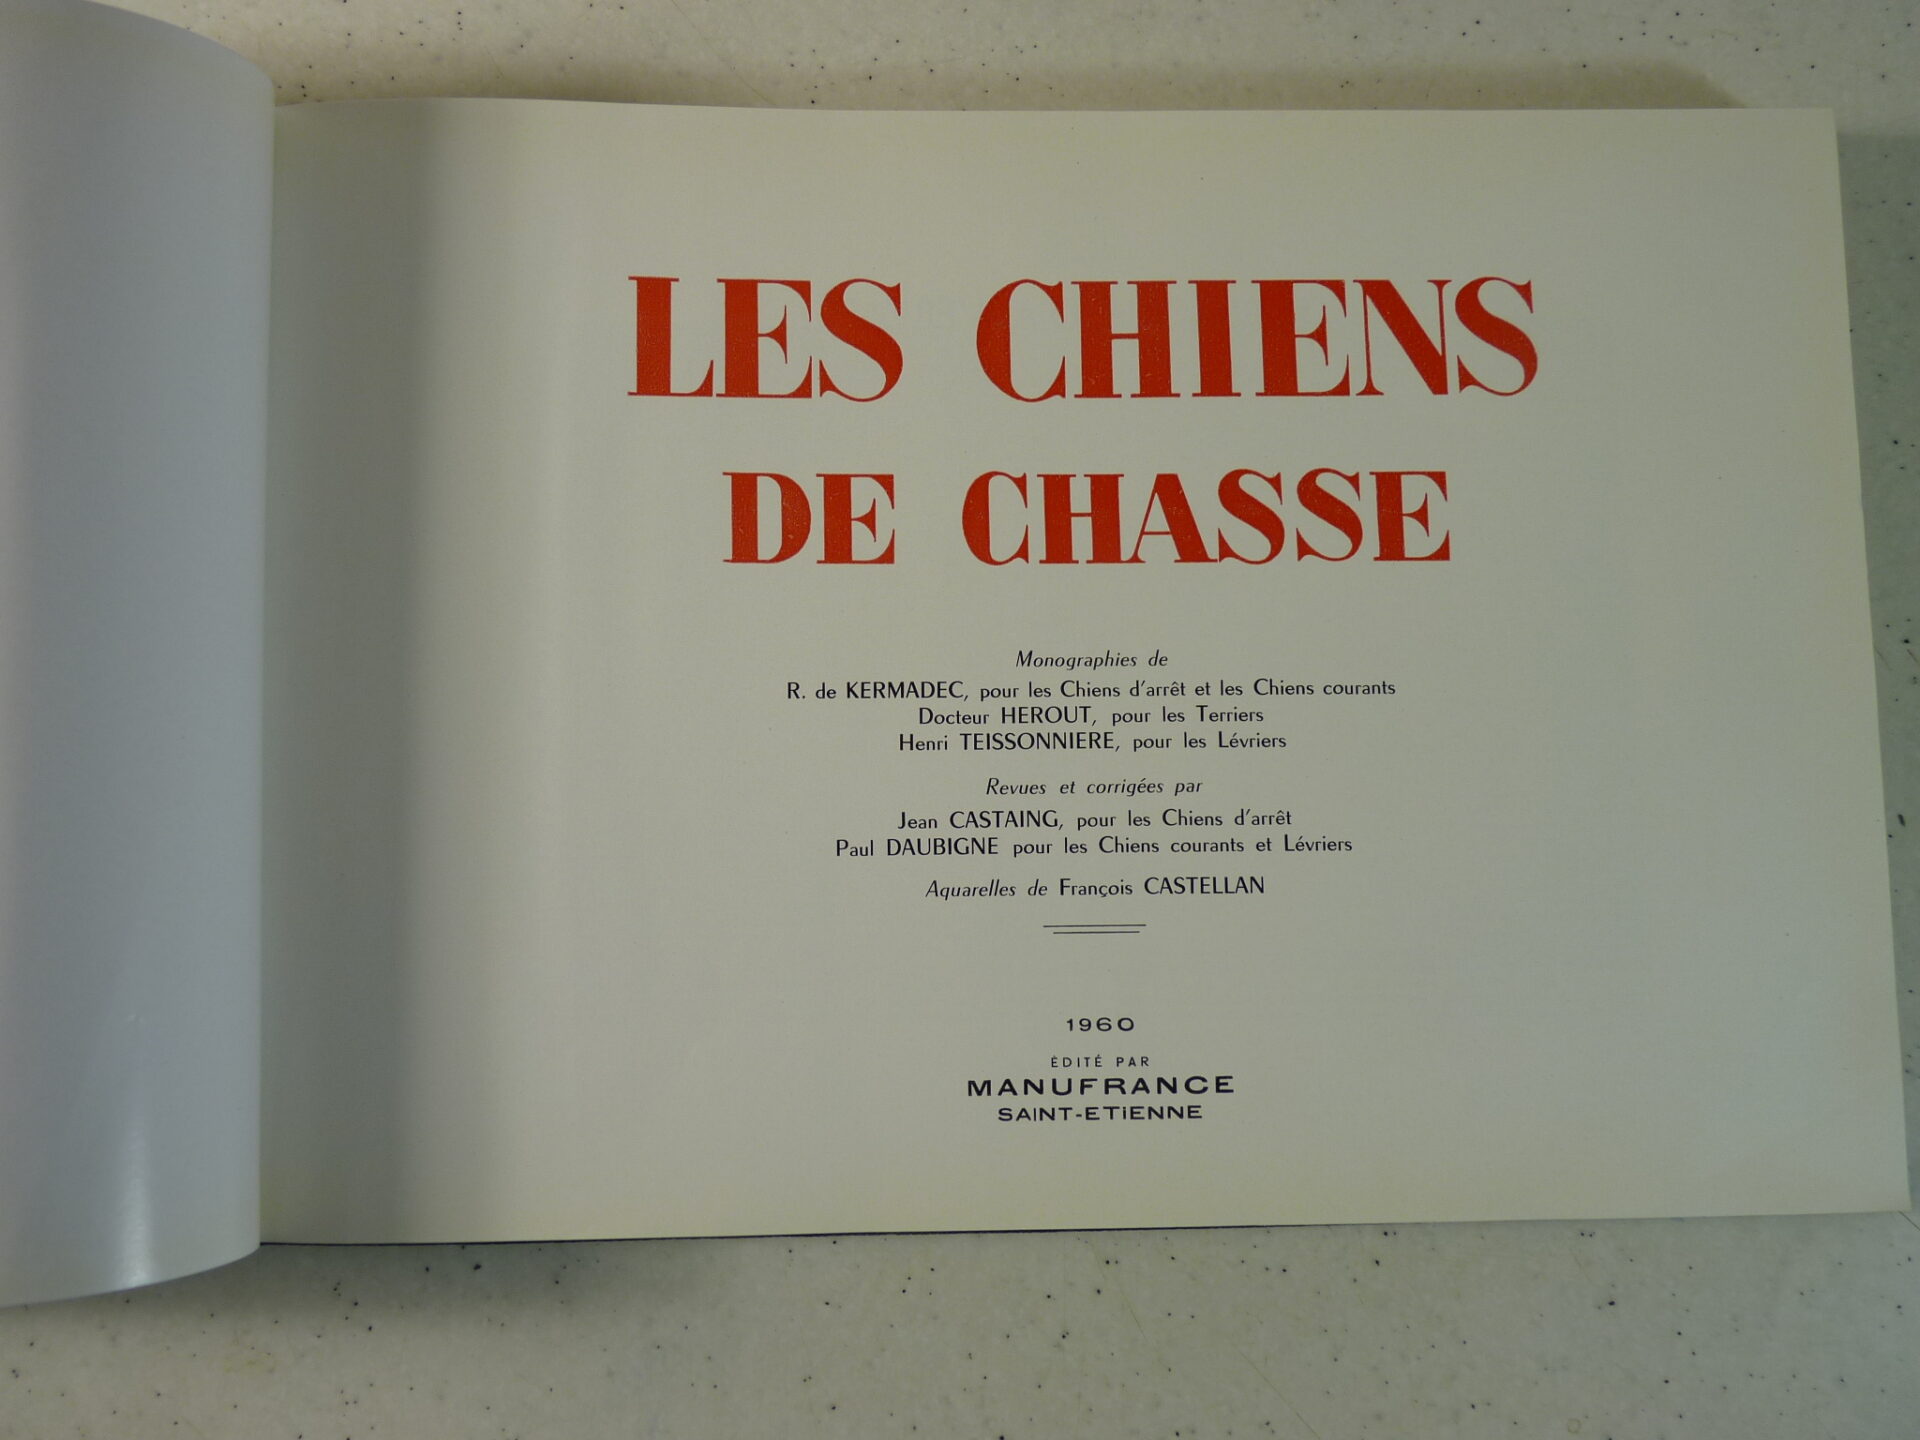 LES CHIENS
DE CHASSE
Monographies de
R. de KERMADEC, pour les Chiens d'arrêt et les Chiens courants
Docteur HEROUT, pour les Terriers
Henri TEISSONNIERE, pour les Lévriers
Revues et corrigées par
Jean CASTAING, pour les Chiens d'arrêt
Paul DAUBIGNE pour les Chiens courants et Lévriers
Aquarelles de François CASTELLAN
1960
ÉDITÉ PAR
MANUFRANCE
SAINT-ETiENNE